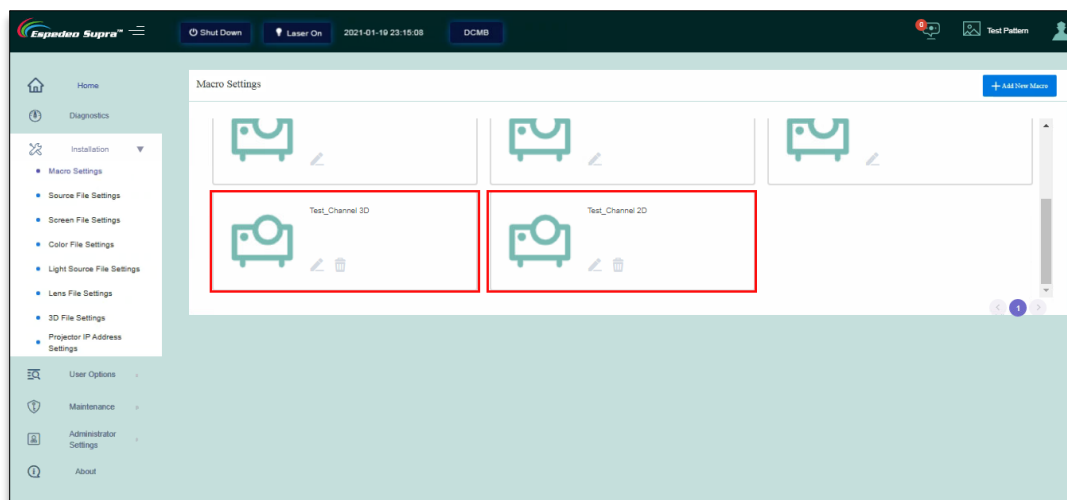 Espedeo Supra™
Shut Down
Laser On
2021-01-19 23:15:08
DCMB
0
Test Pattern
Home
Diagnostics
Installation
Macro Settings
Source File Settings
Screen File Settings
Color File Settings
Light Source File Settings
Lens File Settings
3D File Settings
Projector IP Address
Settings
User Options
Maintenance
Administrator
Settings
About
Macro Settings
Add New Macro
Test_Channel 3D
Test_Channel 2D
1